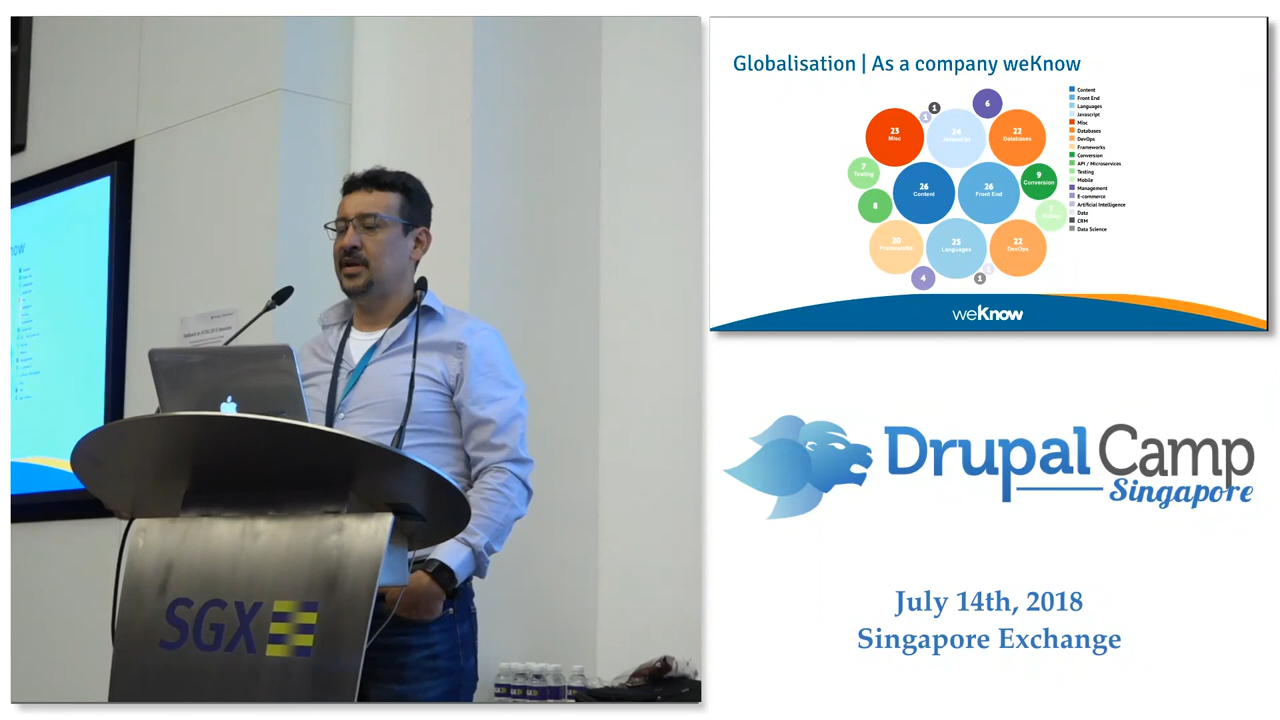 SGX
Globalisation | As a company weKnow
1
6
1
23
Misc
24
Javascript
22
Databases
7
Testing
26
Content
26
Front End
9
Conversion
8
7
20
Frameworks
25
Languages
22
DevOps
4
1
1
Content
Front End
Languages
Javascript
Misc
Databases
DevOps
Frameworks
Conversion
API / Microservices
Testing
Mobile
Management
E-commerce
Artificial Intelligence
Data
CRM
Data Science
weKnow
DrupalCamp
Singapore
July 14th, 2018
Singapore Exchange